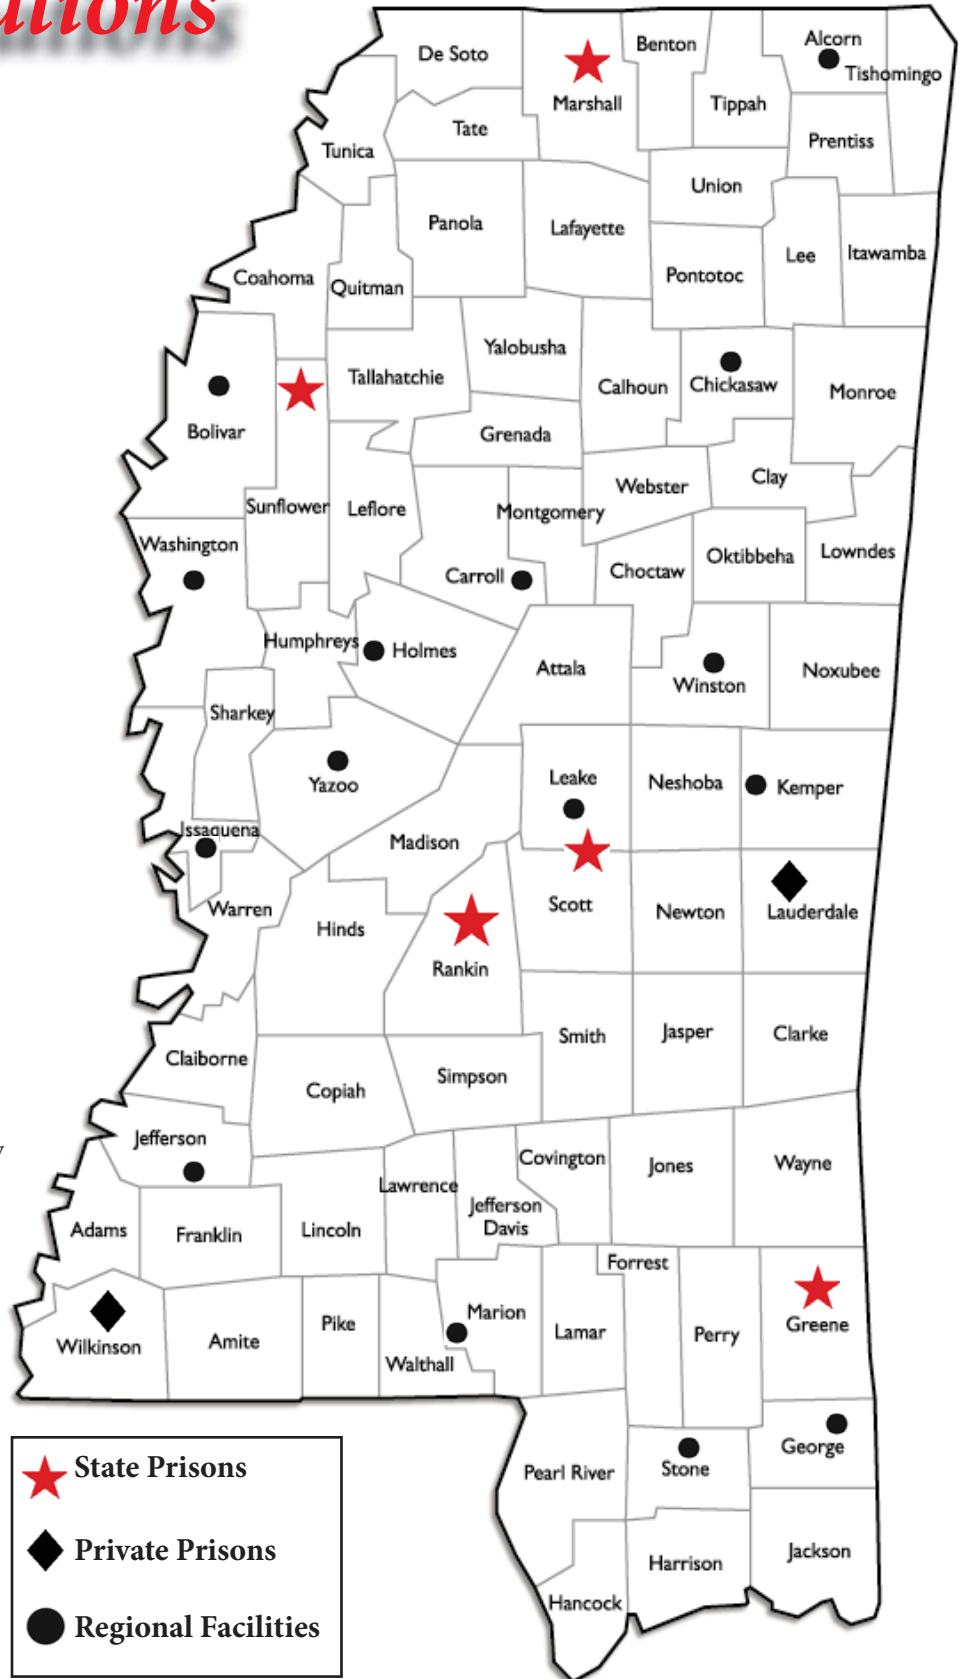 De Soto
Benton
Alcorn
Tishomingo
Marshall
Tippah
Tate
Prentiss
Tunica
Union
Panola
Lafayette
Lee
Itawamba
Pontotoc
Coahoma
Quitman
Yalobusha
Tallahatchie
Calhoun
Chickasaw
Monroe
Bolivar
Grenada
Clay
Webster
Sunflower
Leflore
Montgomery
Washington
Oktibbeha
Lowndes
Choctaw
Carroll
Humphreys
Holmes
Attala
Noxubee
Winston
Sharkey
Leake
Neshoba
Yazoo
Kemper
Issaquena
Madison
Scott
Warren
Newton
Lauderdale
Hinds
Rankin
Smith
Jasper
Clarke
Claiborne
Simpson
Copiah
Jefferson
Covington
Jones
Wayne
Lawrence
Jefferson
Davis
Adams
Franklin
Lincoln
Forrest
Marion
Pike
Greene
Lamar
Perry
Wilkinson
Amite
Walthall
George
Stone
Pearl River
Jackson
Harrison
Hancock
State Prisons
Private Prisons
Regional Facilities